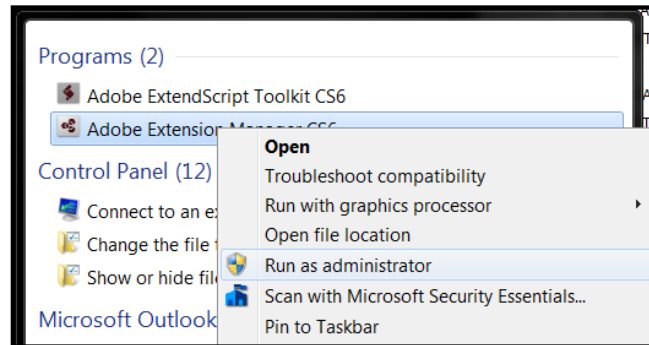 Programs (2)
Adobe ExtendScript Toolkit CS6
Adobe Extension Manager CS6
Open
Control Panel (12)
Troubleshoot compatibility
Run with graphics processor
Connect to an
Open file location
Change the file
Run as administrator
Show or hide
Scan with Microsoft Security Essentials...
Microsoft Outlook
Pin to Taskbar